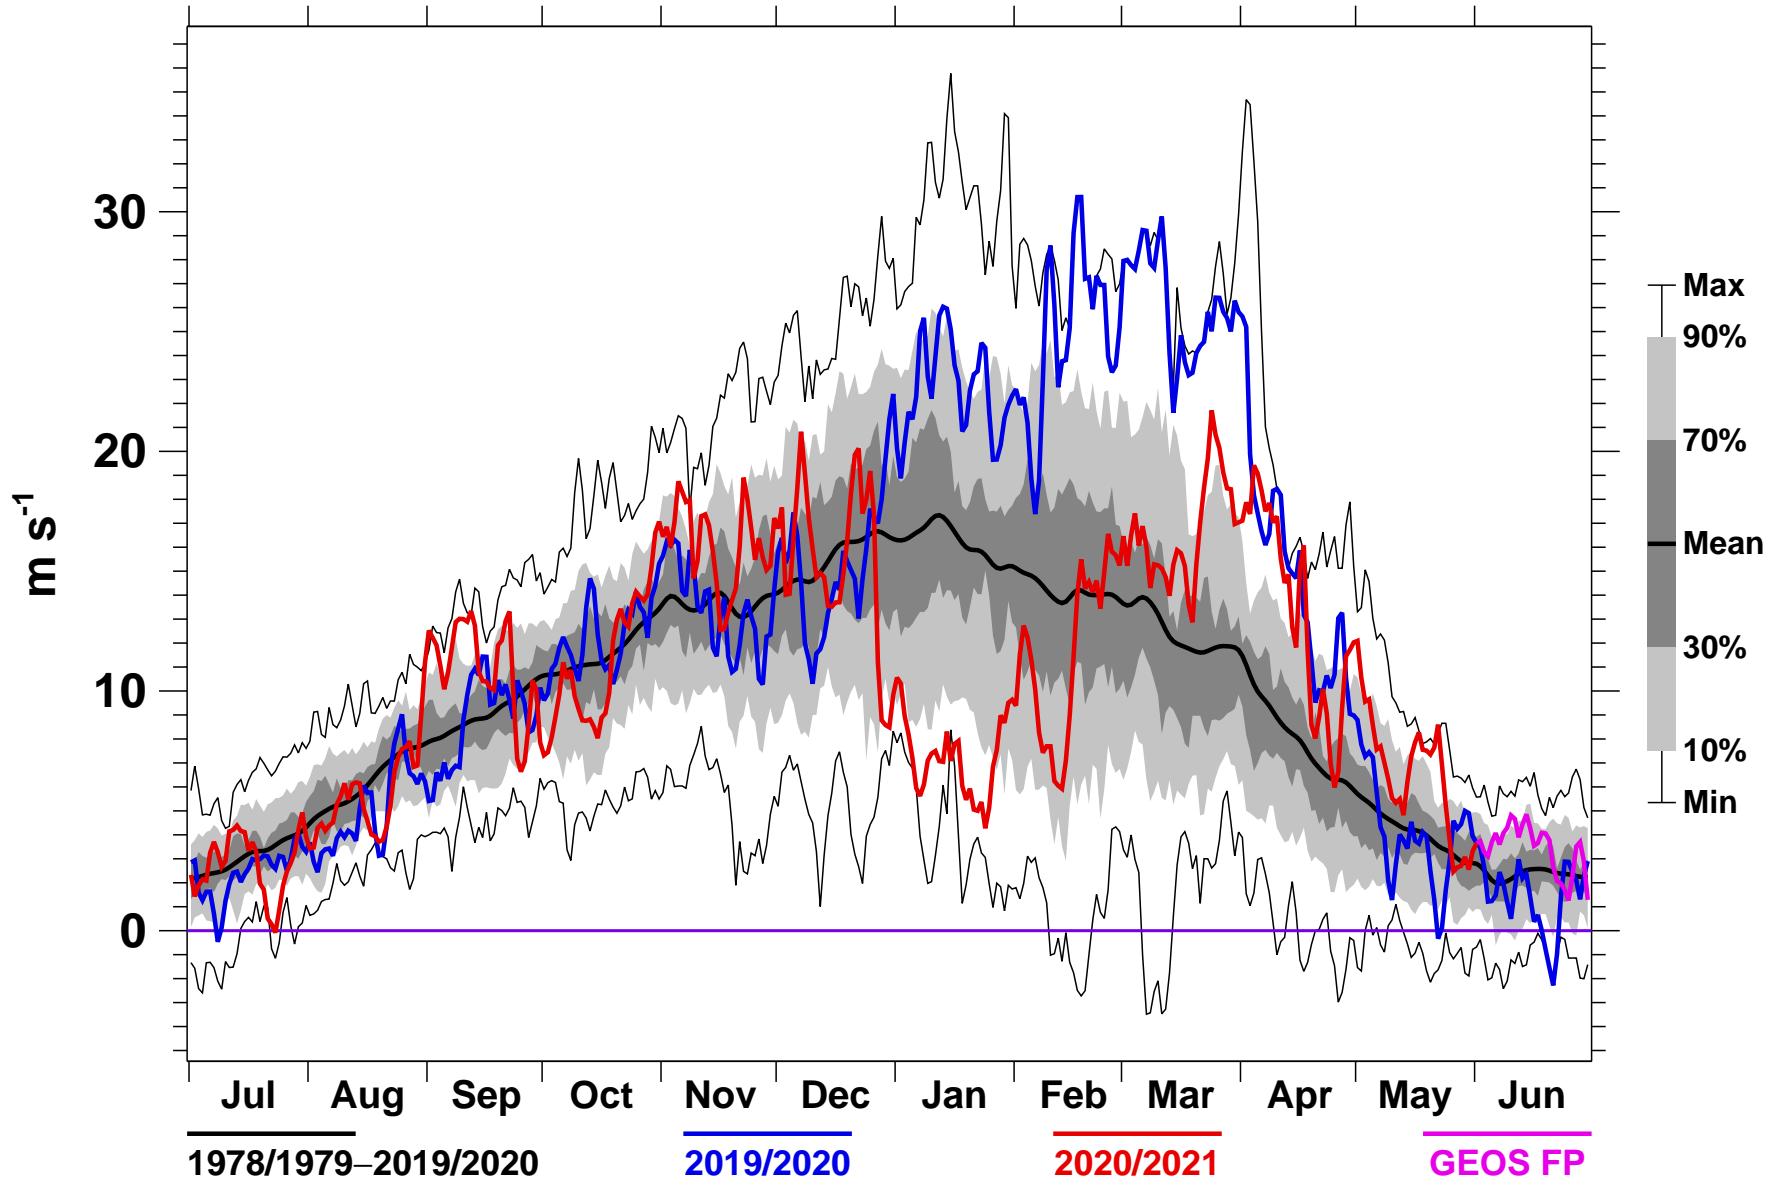 30
20
10
0
m s-1
Max
90%
70%
Mean
30%
10%
Min
Jul Aug Sep Oct Nov Dec Jan Feb Mar Apr May Jun
1978/1979–2019/2020 2019/2020 2020/2021 GEOS FP